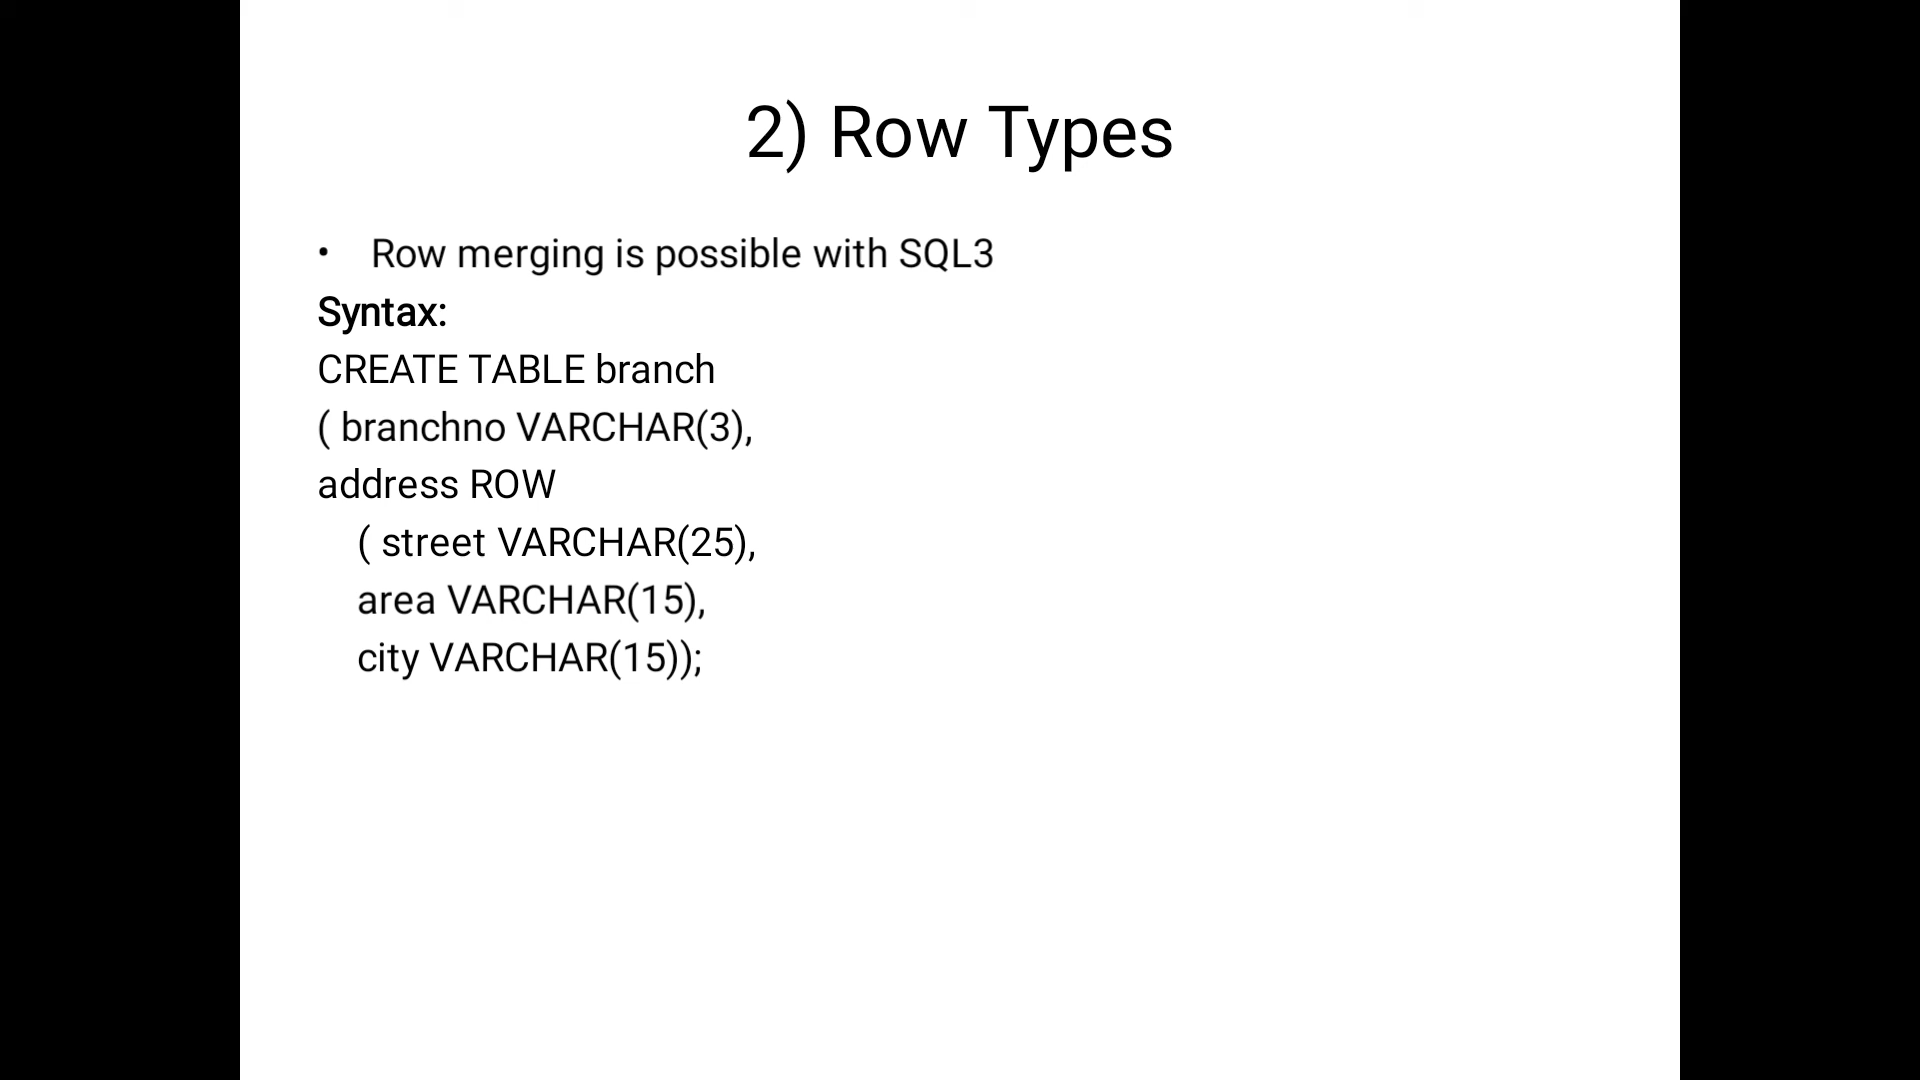 2) Row Types
• Row merging is possible with SQL3
Syntax:
CREATE TABLE branch
( branchno VARCHAR(3),
address ROW
( street VARCHAR(25),
area VARCHAR(15),
city VARCHAR(15));